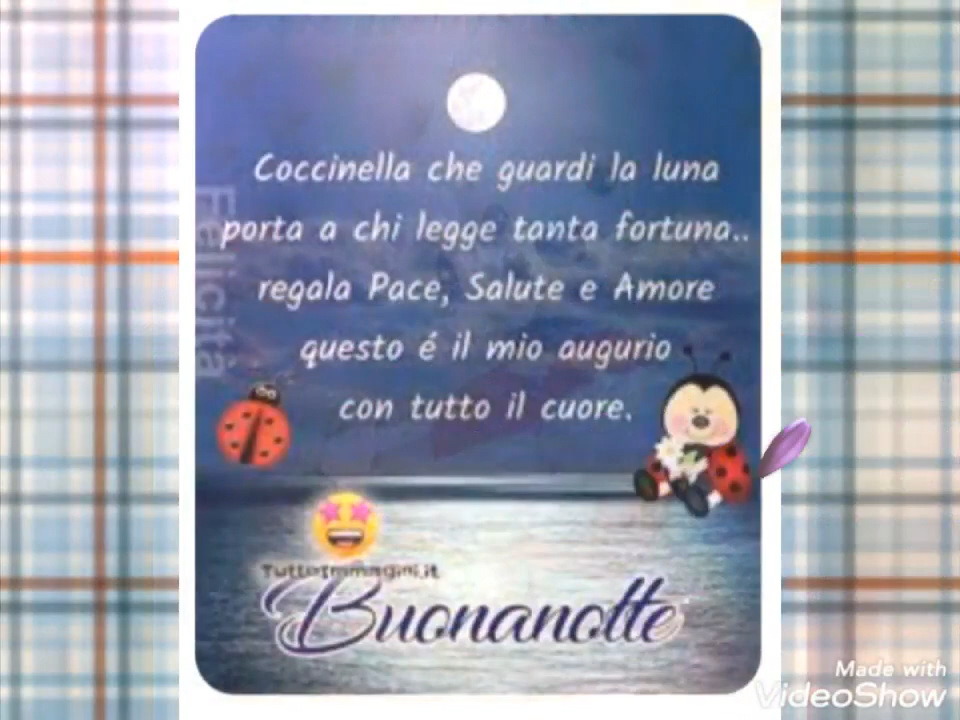 Coccinella che guardi la luna
porta a chi legge tanta fortuna..
regala Pace, Salute e Amore
questo é il mio augurio
con tutto il cuore.
Felicità
TuttoImmagini.it
Buonanotte
Made with
VideoShow